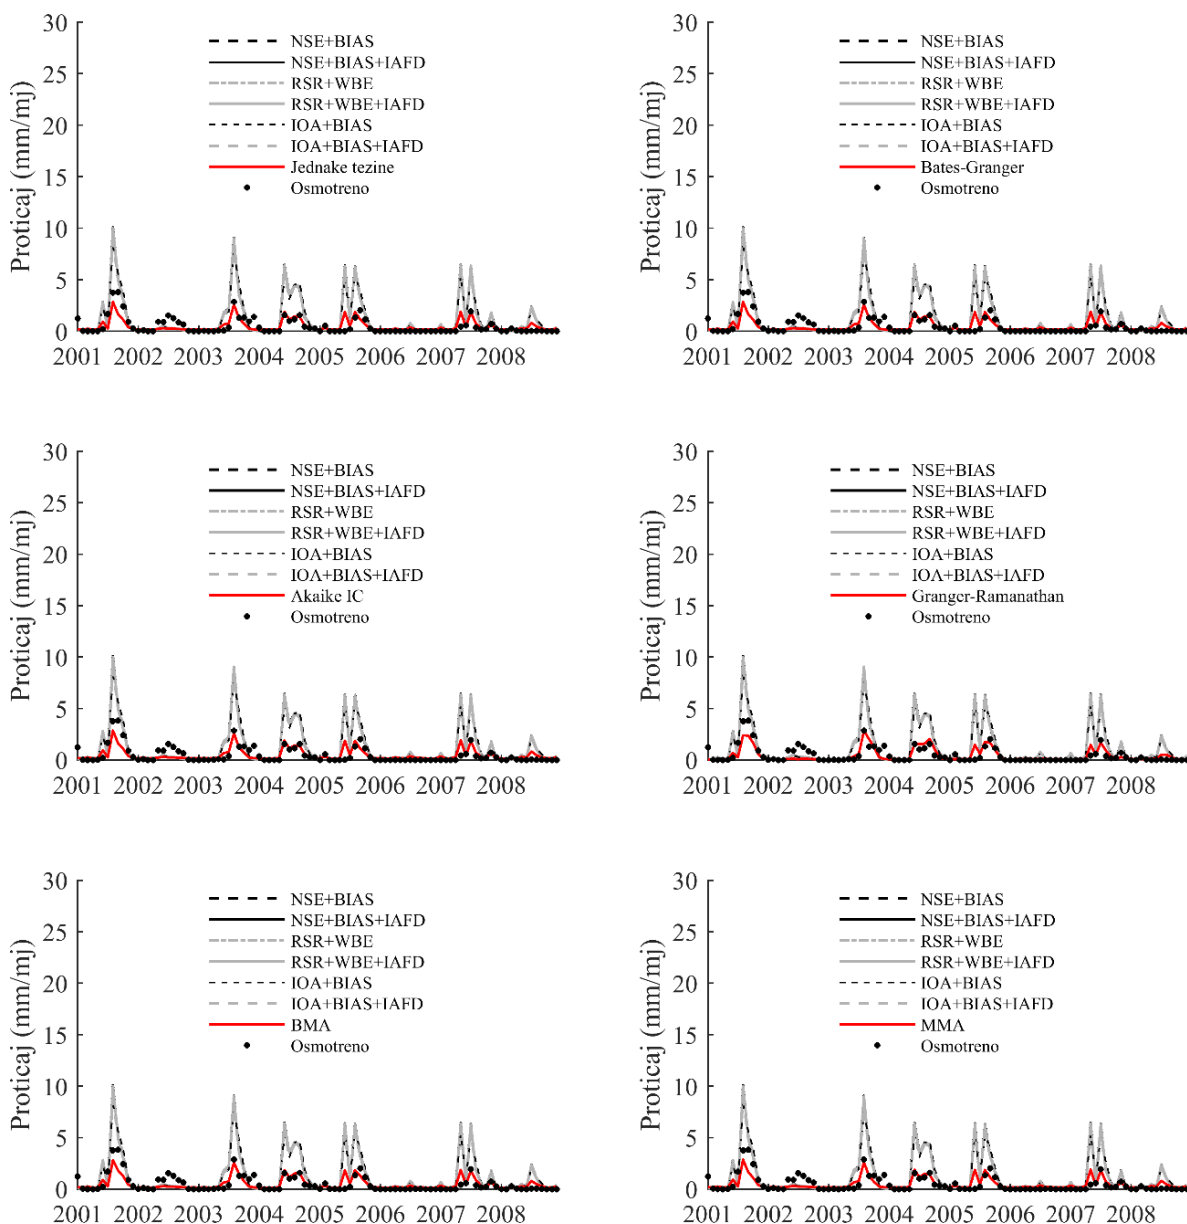 Proticaj (mm/mj)
30
25
20
15
10
5
0
NSE+BIAS
NSE+BIAS+IAFD
RSR+WBE
RSR+WBE+IAFD
IOA+BIAS
IOA+BIAS+IAFD
Jednake tezine
Osmotreno
2001 2002 2003 2004 2005 2006 2007 2008
Proticaj (mm/mj)
30
25
20
15
10
5
0
NSE+BIAS
NSE+BIAS+IAFD
RSR+WBE
RSR+WBE+IAFD
IOA+BIAS
IOA+BIAS+IAFD
Bates-Granger
Osmotreno
2001 2002 2003 2004 2005 2006 2007 2008
Proticaj (mm/mj)
30
25
20
15
10
5
0
NSE+BIAS
NSE+BIAS+IAFD
RSR+WBE
RSR+WBE+IAFD
IOA+BIAS
IOA+BIAS+IAFD
Akaike IC
Osmotreno
2001 2002 2003 2004 2005 2006 2007 2008
Proticaj (mm/mj)
30
25
20
15
10
5
0
NSE+BIAS
NSE+BIAS+IAFD
RSR+WBE
RSR+WBE+IAFD
IOA+BIAS
IOA+BIAS+IAFD
Granger-Ramanathan
Osmotreno
2001 2002 2003 2004 2005 2006 2007 2008
Proticaj (mm/mj)
30
25
20
15
10
5
0
NSE+BIAS
NSE+BIAS+IAFD
RSR+WBE
RSR+WBE+IAFD
IOA+BIAS
IOA+BIAS+IAFD
BMA
Osmotreno
2001 2002 2003 2004 2005 2006 2007 2008
Proticaj (mm/mj)
30
25
20
15
10
5
0
NSE+BIAS
NSE+BIAS+IAFD
RSR+WBE
RSR+WBE+IAFD
IOA+BIAS
IOA+BIAS+IAFD
MMA
Osmotreno
2001 2002 2003 2004 2005 2006 2007 2008